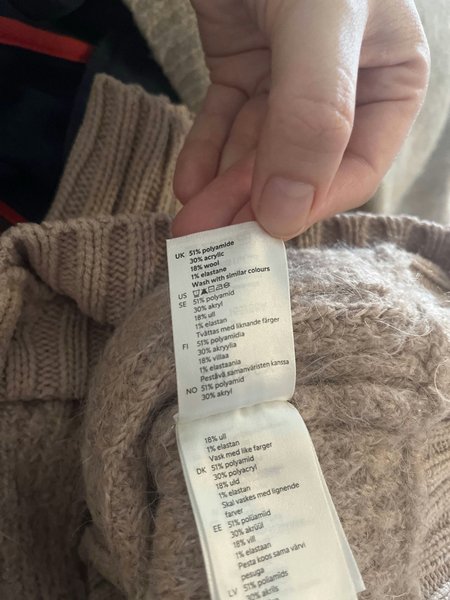 UK 51% polyamide
30% acrylic
18% wool
1% elastane
Wash with similar colours
US
SE 51% polyamid
30% akryl
18% ull
1% elastan
Tvättas med liknande färger
FI 51% polyamidia
30% akryylia
18% villaa
1% elastaania
Pestävä samanväristen kanssa
NO 51% polyamid
30% akryl
18% ull
1% elastan
Vask med like farger
DK 51% polyamid
30% polyacryl
18% uld
1% elastan
Skal vaskes med lignende
farver
EE 51% polüamiid
30% akrüül
18% vill
1% elastaan
Pesta koos sama värvi
pesuga
LV 51% poliamīds
30% akrils